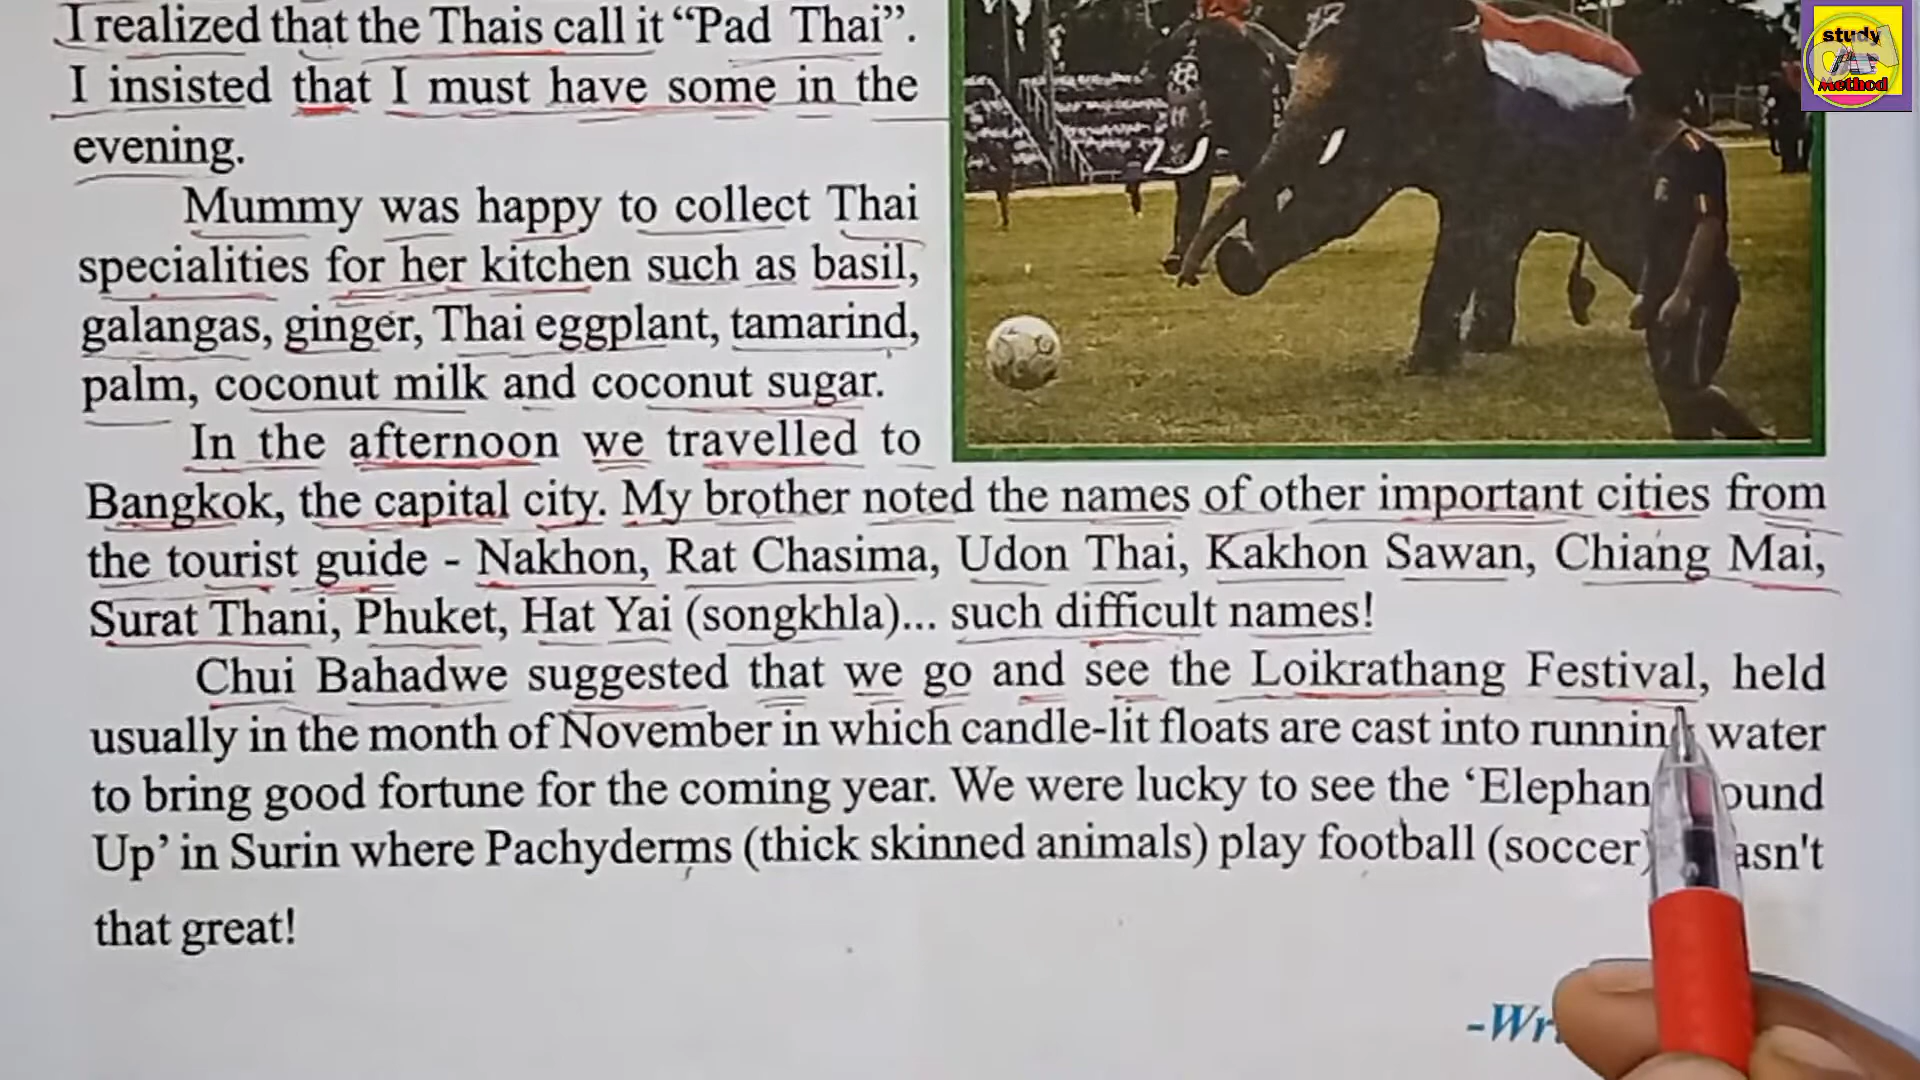 I realized that the Thais call it “Pad Thai”.
I insisted that I must have some in the
evening.
Mummy was happy to collect Thai
specialities for her kitchen such as basil,
galangas, ginger, Thai eggplant, tamarind,
palm, coconut milk and coconut sugar.
In the afternoon we travelled to
Bangkok, the capital city. My brother noted the names of other important cities from
the tourist guide - Nakhon, Rat Chasima, Udon Thai, Kakhon Sawan, Chiang Mai,
Surat Thani, Phuket, Hat Yai (songkhla)... such difficult names!
Chui Bahadwe suggested that we go and see the Loikrathang Festival, held
usually in the month of November in which candle-lit floats are cast into water
to bring good fortune for the coming year. We were lucky to see the
Up’ in Surin where Pachyderms (thick skinned animals) play football (soccer)
that great!
study
Method